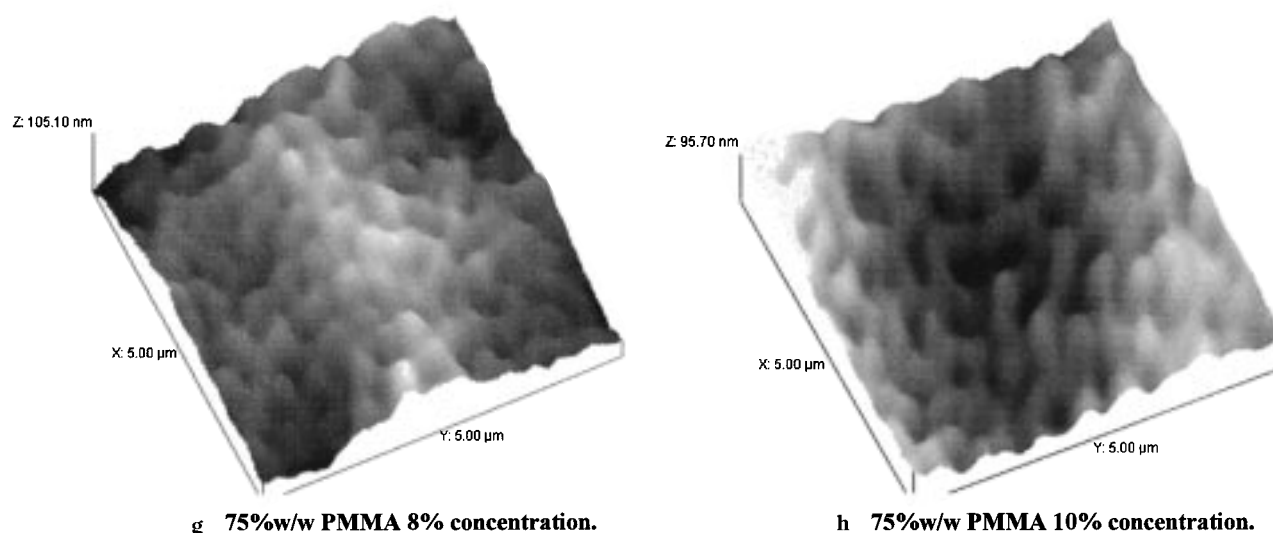 Z: 105.10 nm
X: 5.00 µm
Y: 5.00 µm
g 75%w/w PMMA 8% concentration.
Z: 95.70 nm
X: 5.00 µm
Y: 5.00 µm
h 75%w/w PMMA 10% concentration.